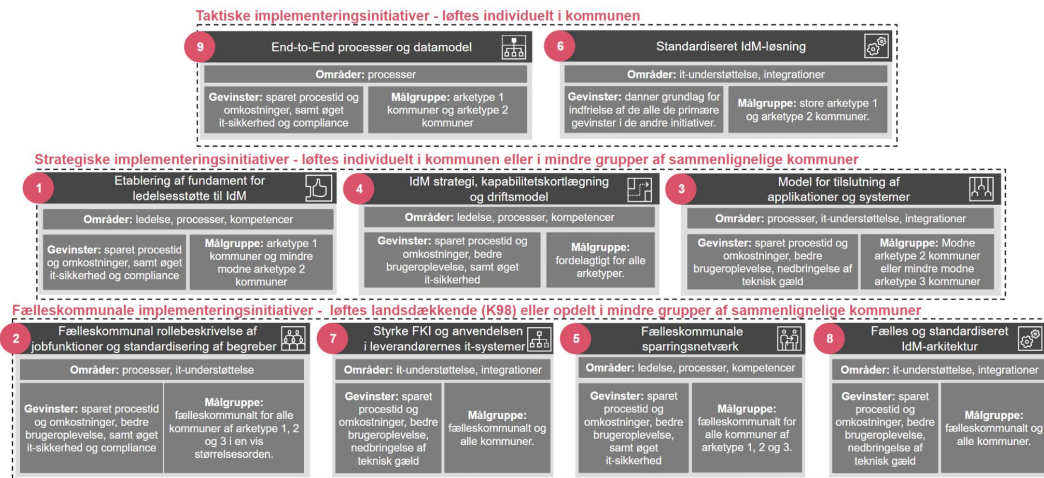 Taktiske implementeringsinitiativer - løftes individuelt i kommunen
9
End-to-End processer og datamodel
Områder: processer
Gevinster: sparet procestid og
omkostninger, samt øget
it-sikkerhed og compliance
Målgruppe: arketype 1
kommuner og arketype 2
kommuner
6
Standardiseret IdM-løsning
Områder: it-understøttelse, integrationer
Gevinster: danner grundlag for
indfrielse af de alle de primære
gevinster i de andre initiativer.
Målgruppe: store arketype 1
og arketype 2 kommuner.
Strategiske implementeringsinitiativer - løftes individuelt i kommunen eller i mindre grupper af sammenlignelige kommuner
1
Etablering af fundament for
ledelsesstøtte til IdM
Områder: ledelse, processer, kompetencer
Gevinster: sparet procestid
og omkostninger, samt øget
it-sikkerhed og compliance
Målgruppe: arketype 1
kommuner og mindre
modne arketype 2
kommuner
4
IdM strategi, kapabilitetskortlægning
og driftsmodel
Områder: ledelse, processer, kompetencer
Gevinster: sparet procestid og
omkostninger, bedre
brugeroplevelse, samt øget
it-sikkerhed
Målgruppe:
fordelagtigt for alle
arketyper.
3
Model for tilslutning af
applikationer og systemer
Områder: processer, it-understøttelse, integrationer
Gevinster: sparet procestid og
omkostninger, bedre
brugeroplevelse, nedbringelse af
teknisk gæld
Målgruppe: Modne
arketype 2 kommuner
eller mindre modne
arketype 3 kommuner
Fælleskommunale implementeringsinitiativer - løftes landsdækkende (K98) eller opdelt i mindre grupper af sammenlignelige kommuner
2
Fælleskommunal rollebeskrivelse af
jobfunktioner og standardisering af begreber
Områder: processer, it-understøttelse
Gevinster: sparet procestid
og omkostninger, bedre
brugeroplevelse, samt øget
it-sikkerhed og compliance
Målgruppe:
fælleskommunalt for alle
kommuner af arketype 1, 2
og 3 i en vis
størrelsesorden.
7
Styrke FKI og anvendelsen
i leverandørernes it-systemer
Områder: it-understøttelse, integrationer
Gevinster: sparet
procestid og
omkostninger, bedre
brugeroplevelse,
nedbringelse af
teknisk gæld
Målgruppe:
fælleskommunalt og
alle kommuner.
5
Fælleskommunale
sparringsnetværk
Områder: ledelse, processer, kompetencer
Gevinster: sparet
procestid og
omkostninger, bedre
brugeroplevelse,
samt øget
it-sikkerhed
Målgruppe:
fælleskommunalt for
alle kommuner af
arketype 1, 2 og 3.
8
Fælles og standardiseret
IdM-arkitektur
Områder: it-understøttelse, integrationer
Gevinster: sparet
procestid og
omkostninger, bedre
brugeroplevelse,
nedbringelse af
teknisk gæld
Målgruppe:
fælleskommunalt og
alle kommuner.